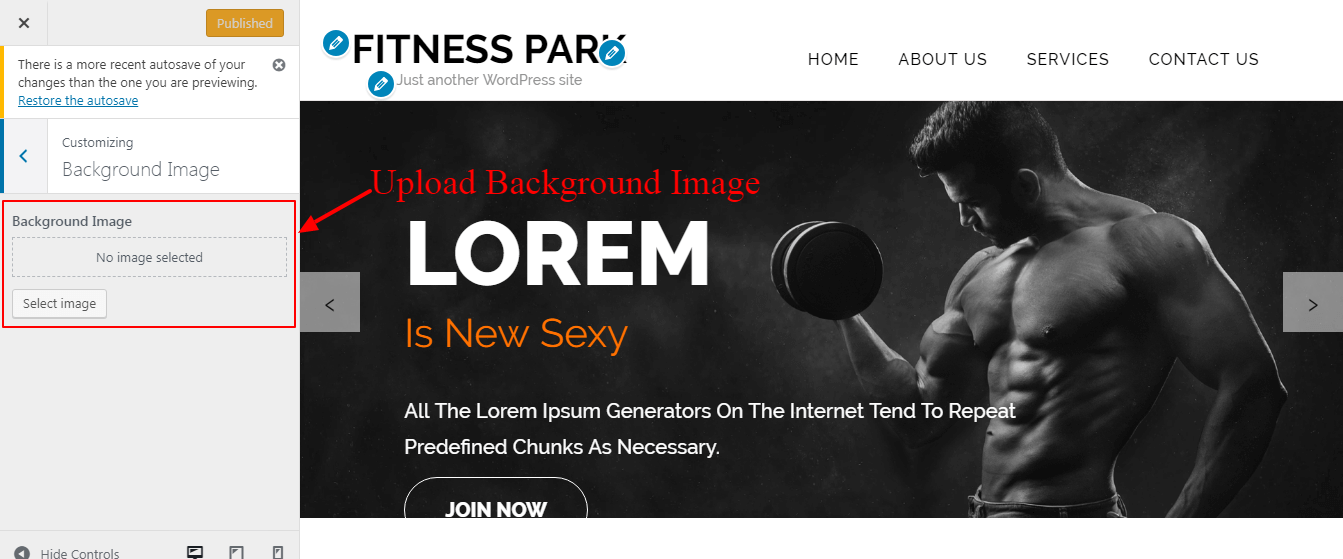 Published
There is a more recent autosave of your
changes than the one you are previewing.
Restore the autosave
Customizing
Background Image
Background Image
No image selected
Select image
Hide Controls
FITNESS PARK
Just another WordPress site
HOME ABOUT US SERVICES CONTACT US
Upload Background Image
LOREM
Is New Sexy
All The Lorem Ipsum Generators On The Internet Tend To Repeat
Predefined Chunks As Necessary.
JOIN NOW